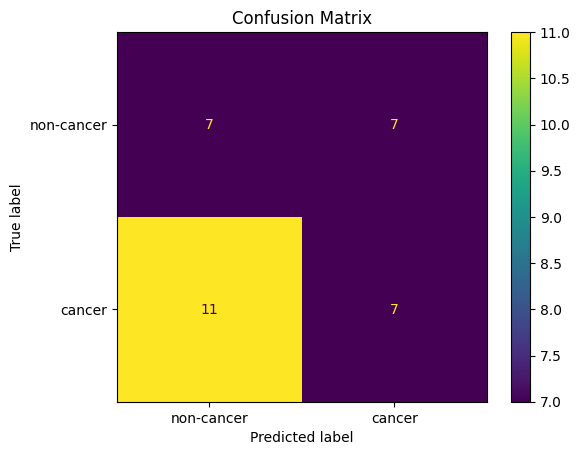 Confusion Matrix
True label
non-cancer
7 7
cancer
11 7
non-cancer cancer
Predicted label
11.0
10.5
10.0
9.5
9.0
8.5
8.0
7.5
7.0